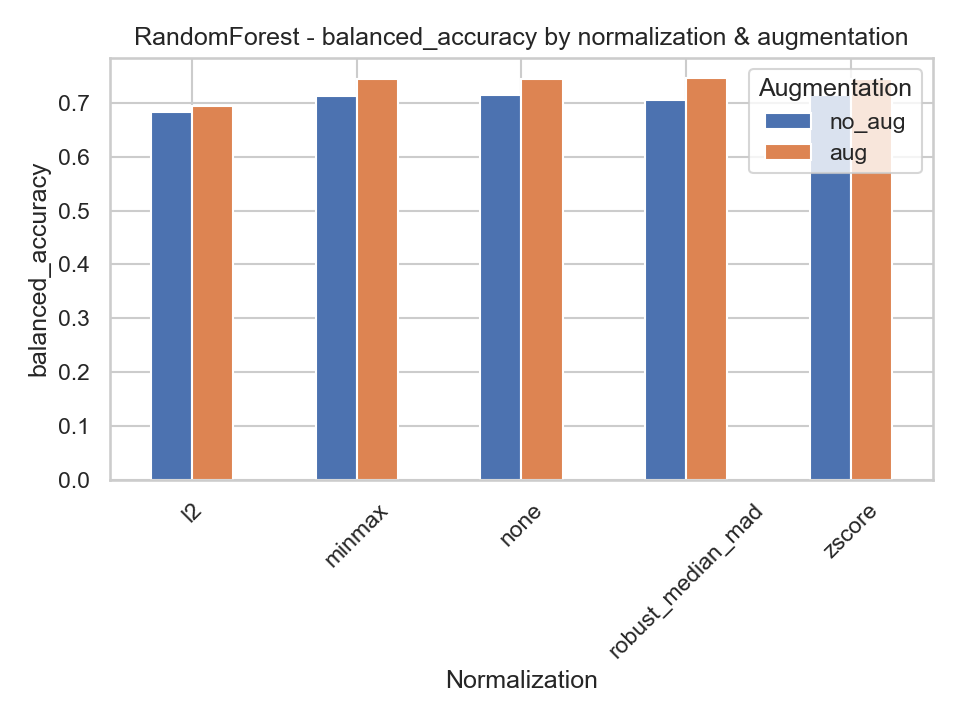 RandomForest - balanced_accuracy by normalization & augmentation
balanced_accuracy
0.7
0.6
0.5
0.4
0.3
0.2
0.1
0.0
Augmentation
no_aug
aug
l2
minmax
none
robust_median_mad
zscore
Normalization